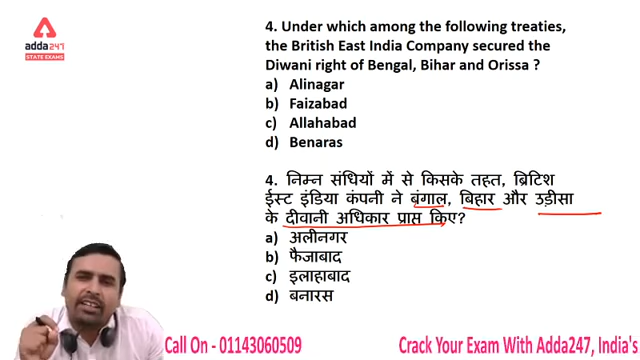 adda247
STATE EXAMS
4. Under which among the following treaties,
the British East India Company secured the
Diwani right of Bengal, Bihar and Orissa ?
a) Alinagar
b) Faizabad
c) Allahabad
d) Benaras
4. निम्न संधियों में से किसके तहत, ब्रिटिश
ईस्ट इंडिया कंपनी ने बंगाल, बिहार और उड़ीसा
के दीवानी अधिकार प्राप्त किए?
a) अलीनगर
b) फैजाबाद
c) इलाहाबाद
d) बनारस
Call On - 01143060509
Crack Your Exam With Adda247, India's